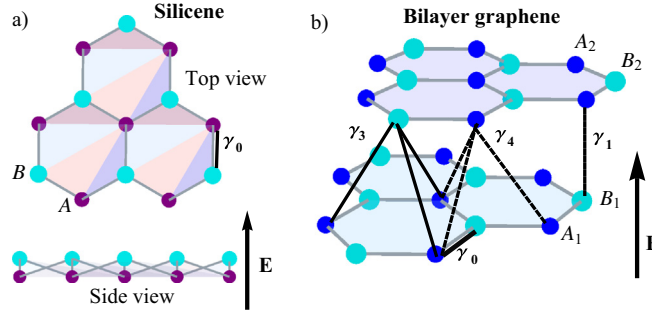 a)
Silicene
Top view
γ₀
B
A
E
Side view
b)
Bilayer graphene
A₂
B₂
γ₃
γ₄
γ₁
B₁
A₁
γ₀